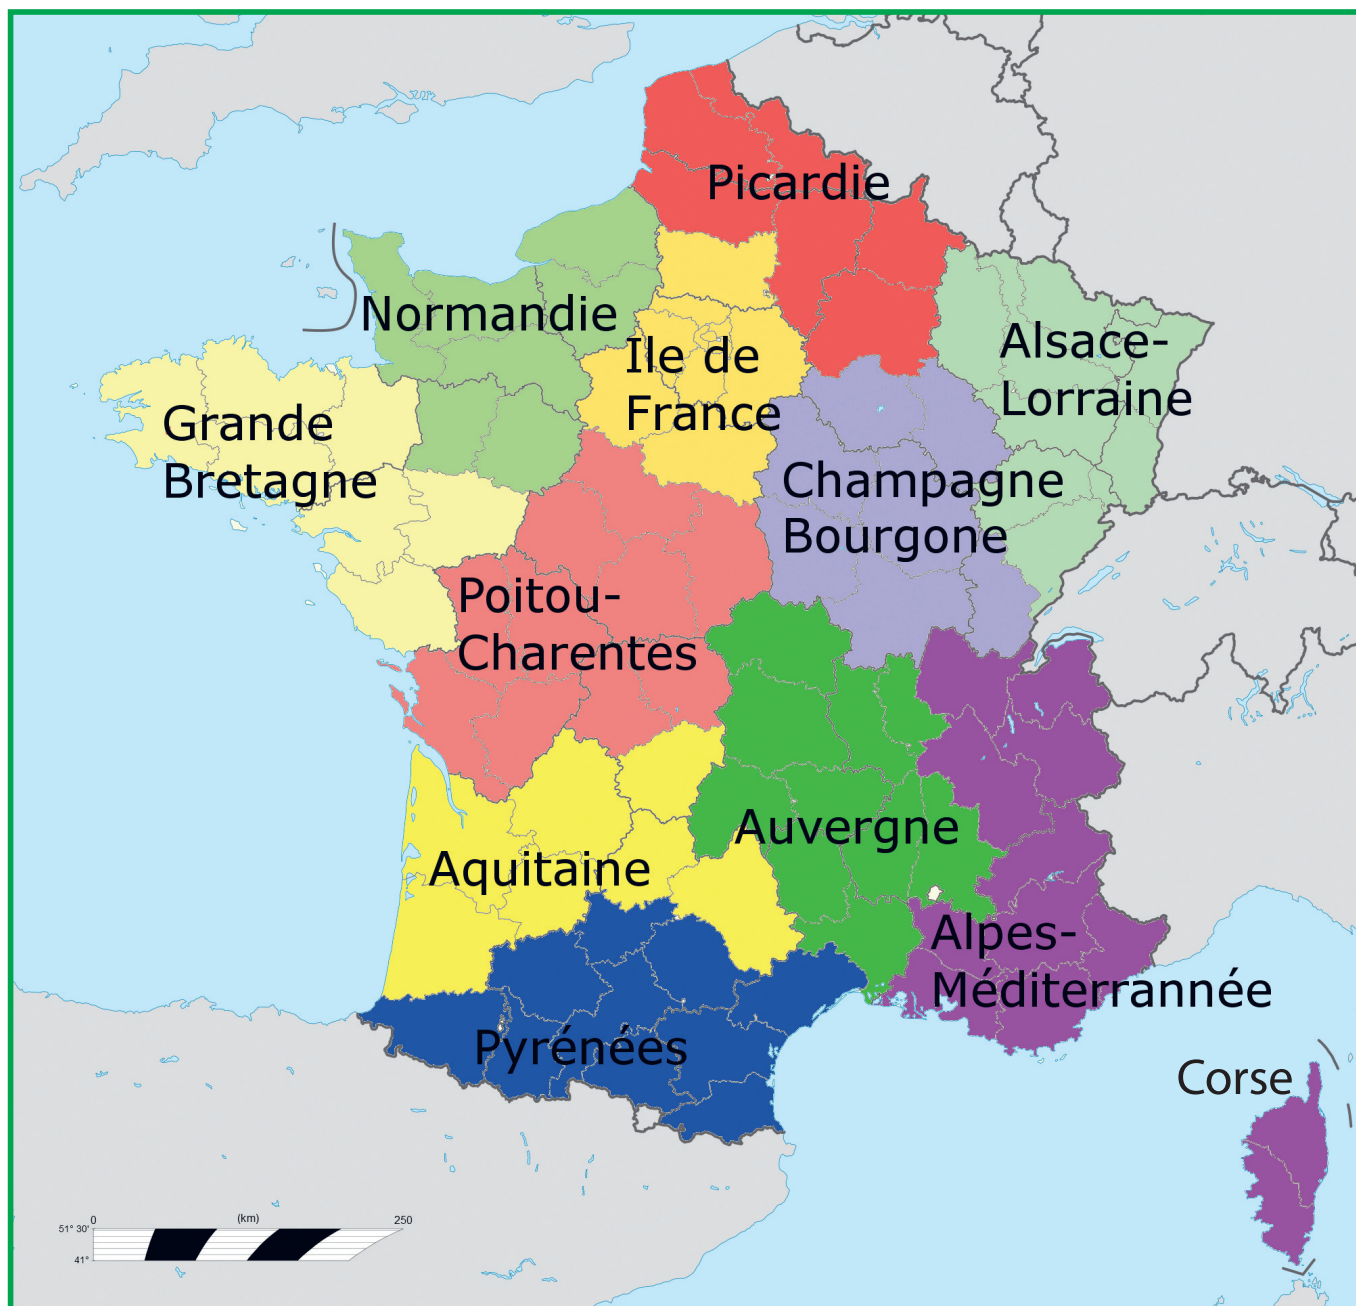 Picardie
Normandie
Ile de
France
Alsace-
Lorraine
Grande
Bretagne
Champagne
Bourgone
Poitou-
Charentes
Auvergne
Aquitaine
Alpes-
Méditerrannée
Pyrénées
Corse
0 (km) 250
51° 30'
41°